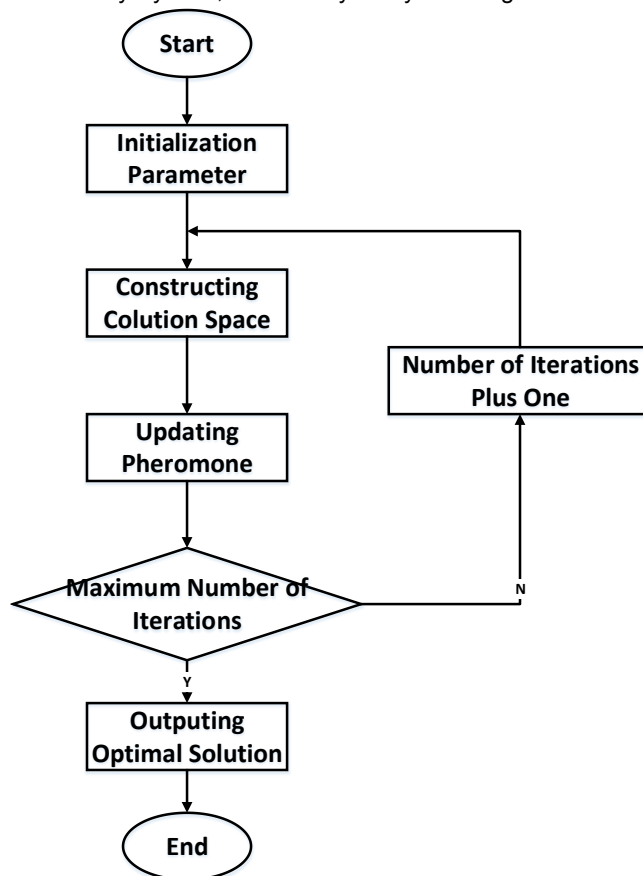 Start
Initialization
Parameter
Constructing
Colution Space
Number of Iterations
Plus One
Updating
Pheromone
Maximum Number of
Iterations
N
Y
Outputing
Optimal Solution
End